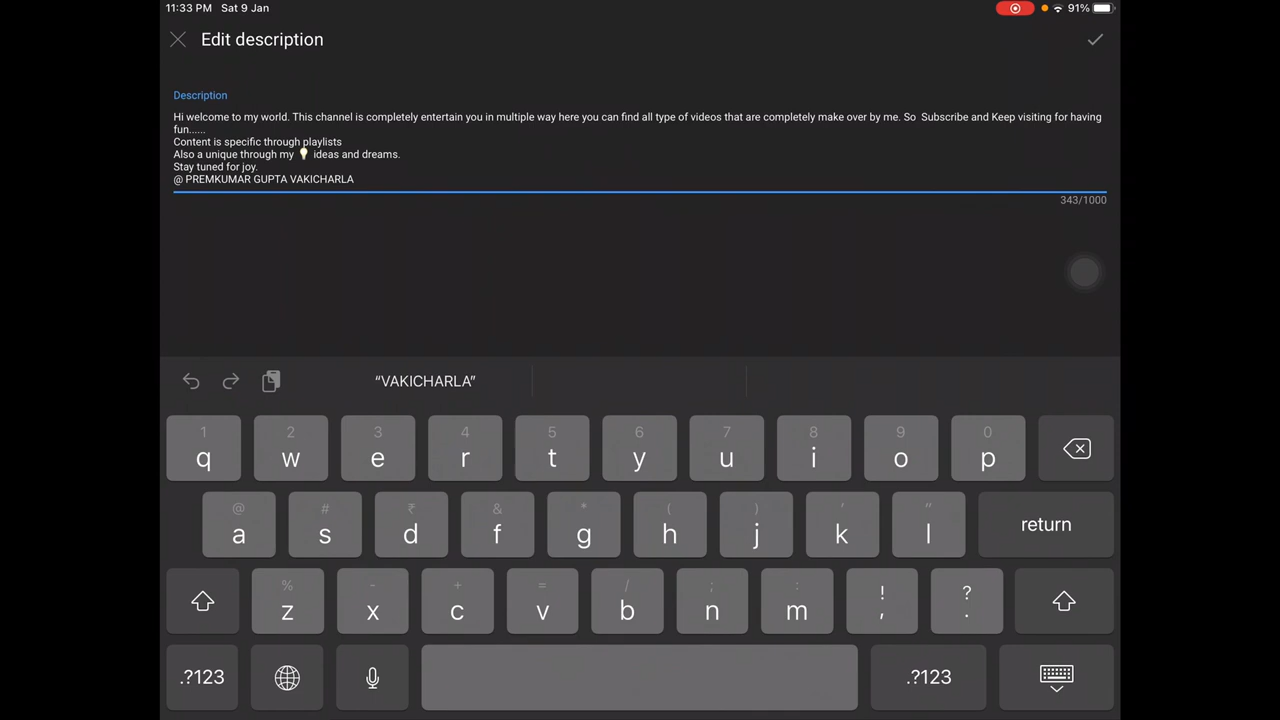 11:33 PM Sat 9 Jan 91%
Edit description
Description
Hi welcome to my world. This channel is completely entertain you in multiple way here you can find all type of videos that are completely make over by me. So  Subscribe and Keep visiting for having
fun......
Content is specific through playlists
Also a unique through my 💡 ideas and dreams.
Stay tuned for joy.
@ PREMKUMAR GUPTA VAKICHARLA
343/1000
“VAKICHARLA”
1 2 3 4 5 6 7 8 9 0
q w e r t y u i o p
@ # ₹ & * ( ) ' "
a s d f g h j k l return
% - + = / ; : ! ?
z x c v b n m , .
.?123 .?123